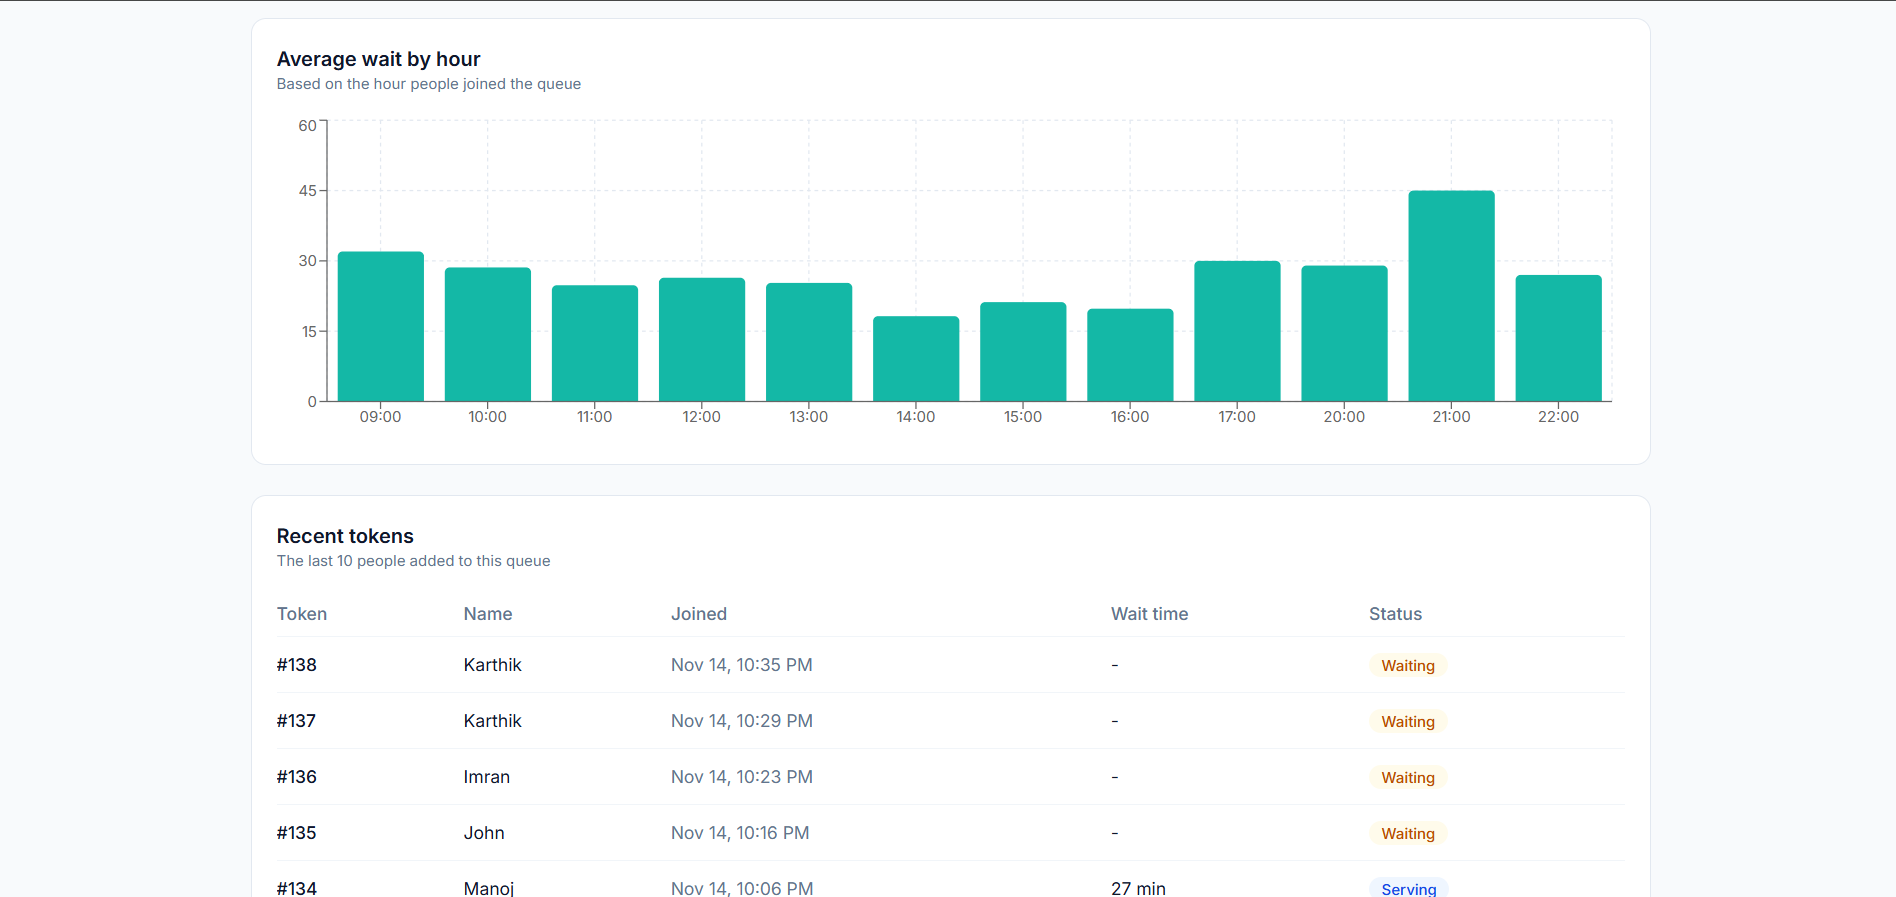 Average wait by hour
Based on the hour people joined the queue
60
45
30
15
0
09:00 10:00 11:00 12:00 13:00 14:00 15:00 16:00 17:00 20:00 21:00 22:00
Recent tokens
The last 10 people added to this queue
Token Name Joined Wait time Status
#138 Karthik Nov 14, 10:35 PM - Waiting
#137 Karthik Nov 14, 10:29 PM - Waiting
#136 Imran Nov 14, 10:23 PM - Waiting
#135 John Nov 14, 10:16 PM - Waiting
#134 Manoj Nov 14, 10:06 PM 27 min Serving